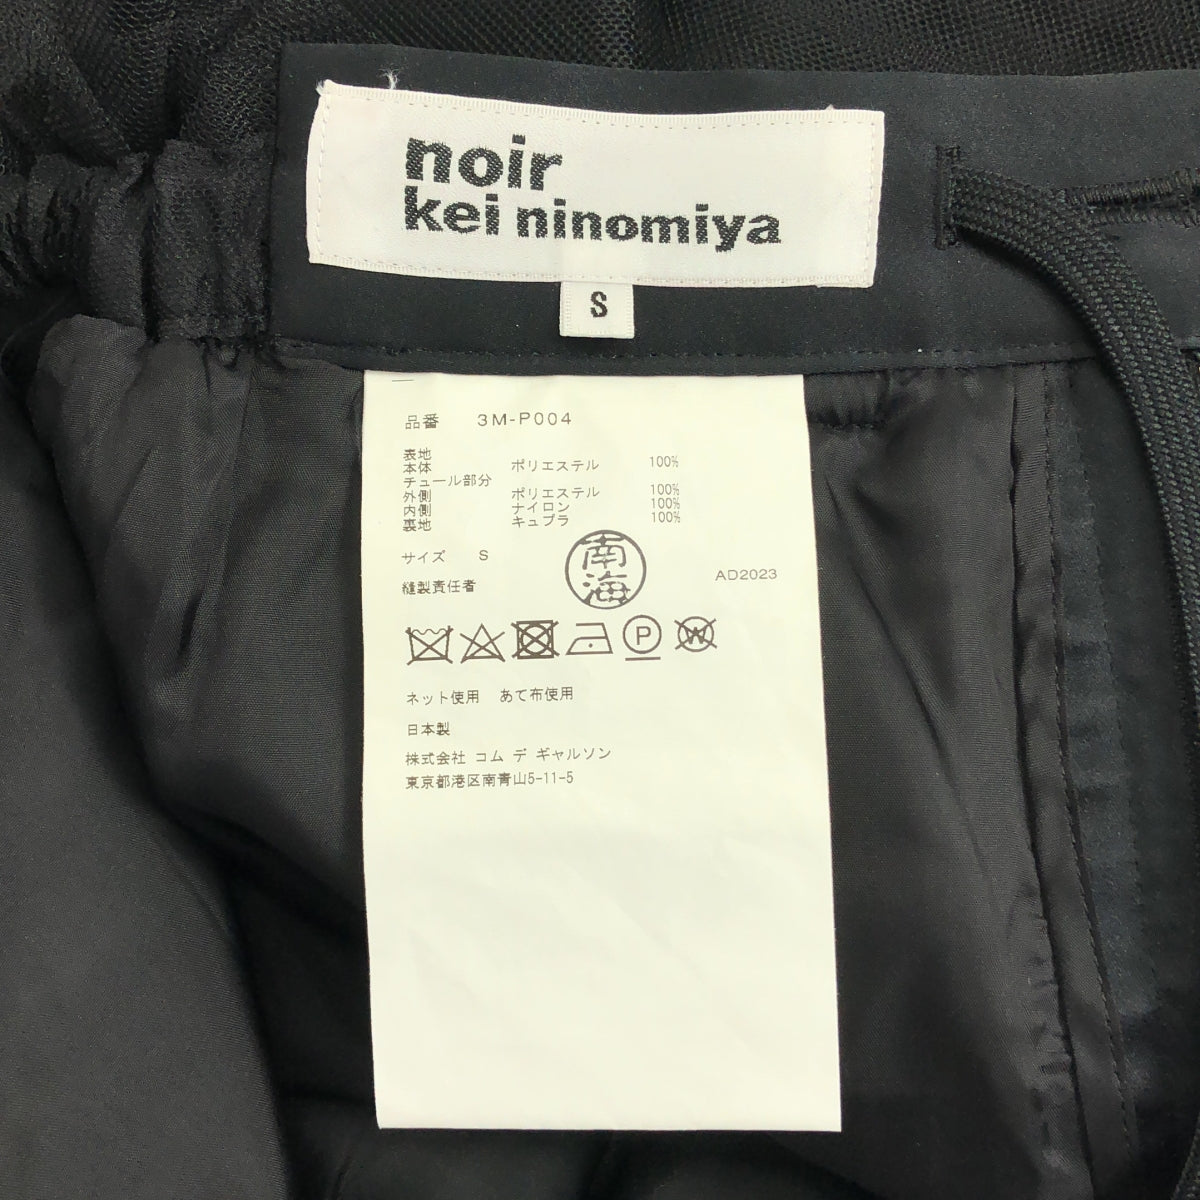 noir
kei ninomiya
S
品番 3M-P004
表地
本体 ポリエステル 100%
チュール部分
外側 ポリエステル 100%
内側 ナイロン 100%
裏地 キュプラ 100%
サイズ S
縫製責任者 南海 AD2023
P W
ネット使用 あて布使用
日本製
株式会社 コム デ ギャルソン
東京都港区南青山5-11-5